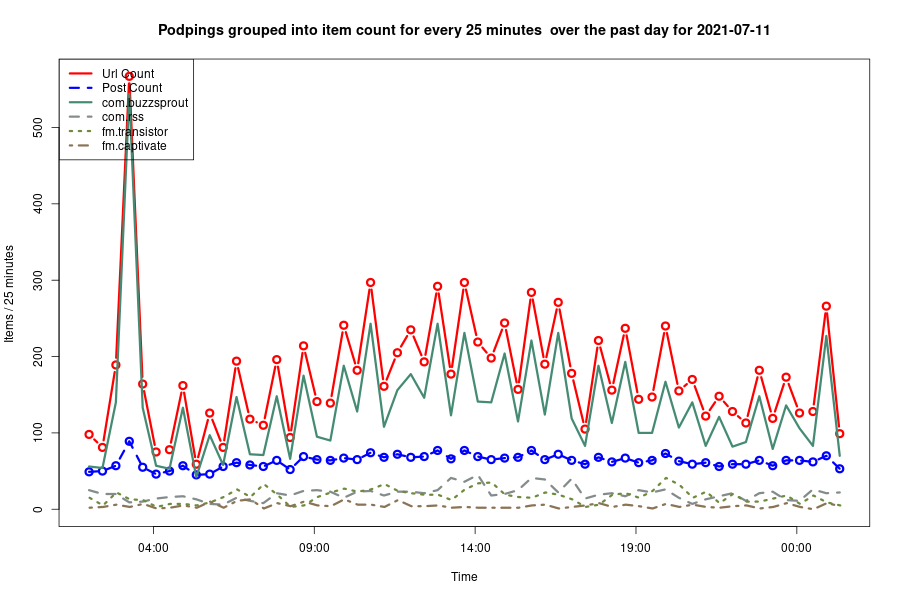 Podpings grouped into item count for every 25 minutes  over the past day for 2021-07-11
Url Count
Post Count
com.buzzsprout
com.rss
fm.transistor
fm.captivate
500
400
300
200
100
0
Items / 25 minutes
04:00 09:00 14:00 19:00 00:00
Time